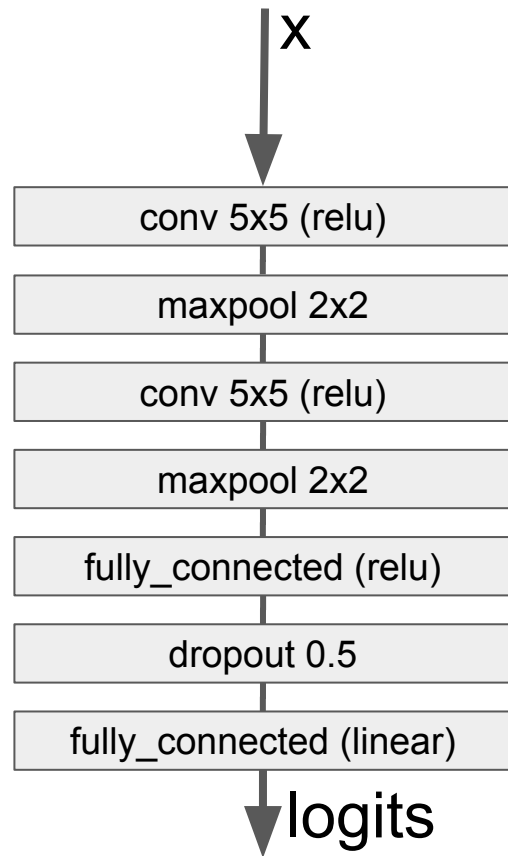 x
conv 5x5 (relu)
maxpool 2x2
conv 5x5 (relu)
maxpool 2x2
fully_connected (relu)
dropout 0.5
fully_connected (linear)
logits